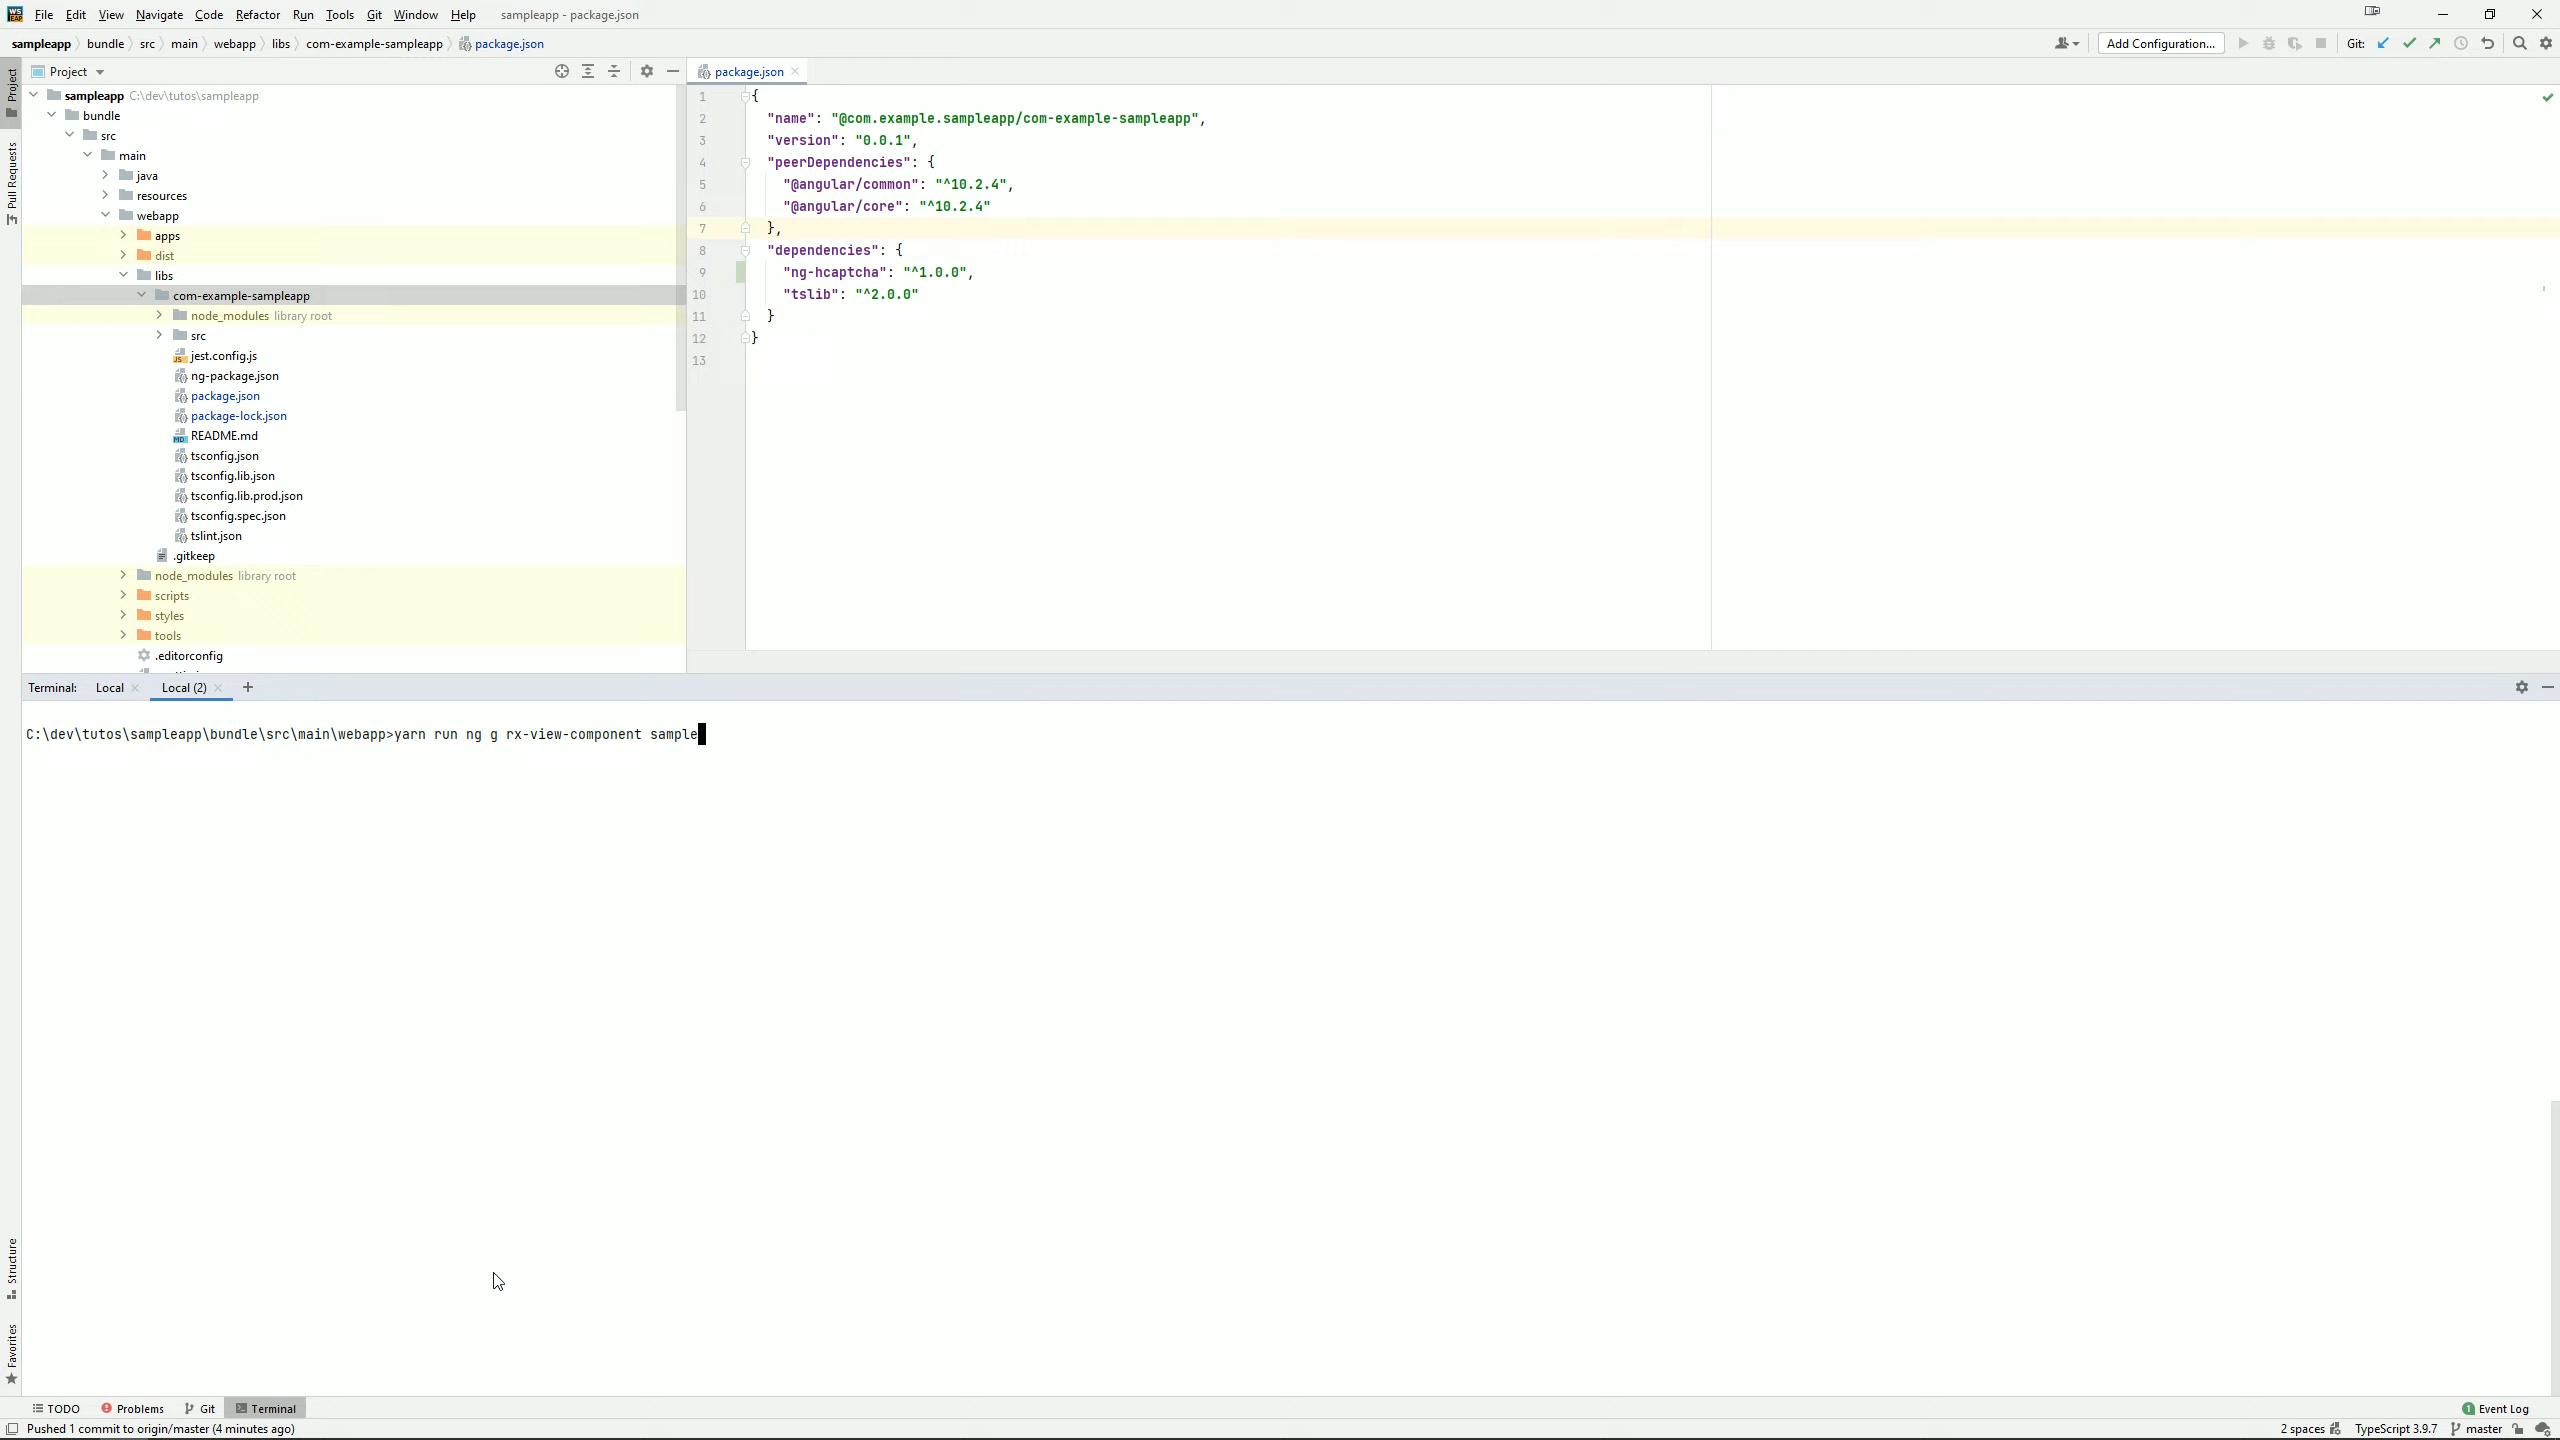 File Edit View Navigate Code Refactor Run Tools Git Window Help sampleapp - package.json
sampleapp bundle src main webapp libs com-example-sampleapp package.json Add Configuration... Git:
Project
Project
Pull Requests
Structure
Favorites
sampleapp C:\dev\tutos\sampleapp
bundle
src
main
java
resources
webapp
apps
dist
libs
com-example-sampleapp
node_modules library root
src
jest.config.js
ng-package.json
package.json
package-lock.json
README.md
tsconfig.json
tsconfig.lib.json
tsconfig.lib.prod.json
tsconfig.spec.json
tslint.json
.gitkeep
node_modules library root
scripts
styles
tools
.editorconfig
package.json
1 {
2 "name": "@com.example.sampleapp/com-example-sampleapp",
3 "version": "0.0.1",
4 "peerDependencies": {
5 "@angular/common": "^10.2.4",
6 "@angular/core": "^10.2.4"
7 },
8 "dependencies": {
9 "ng-hcaptcha": "^1.0.0",
10 "tslib": "^2.0.0"
11 }
12 }
13
Terminal: Local Local (2)
C:\dev\tutos\sampleapp\bundle\src\main\webapp>yarn run ng g rx-view-component sample
TODO Problems Git Terminal 1 Event Log
Pushed 1 commit to origin/master (4 minutes ago) 2 spaces TypeScript 3.9.7 master